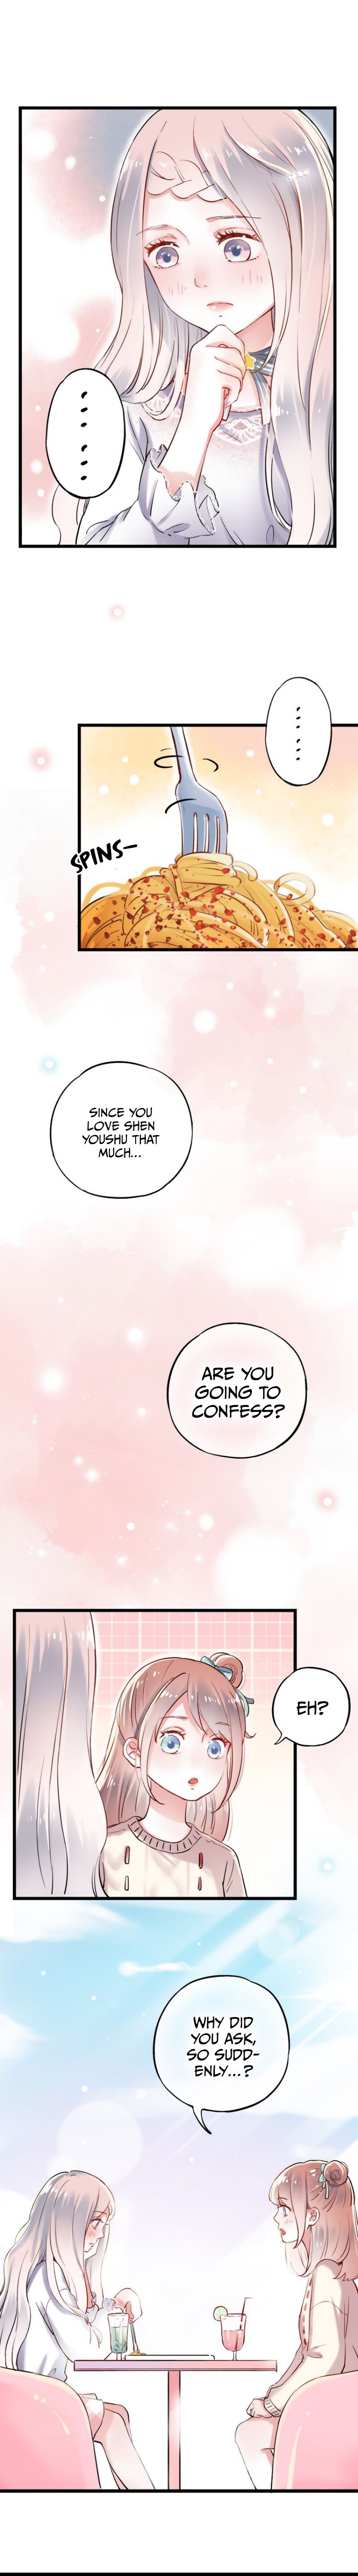 ......
SPINS—
.....
SINCE YOU
LOVE SHEN
YOUSHU THAT
MUCH...
ARE YOU
GOING TO
CONFESS?
EH?
WHY DID
YOU ASK,
SO SUDD-
ENLY...?